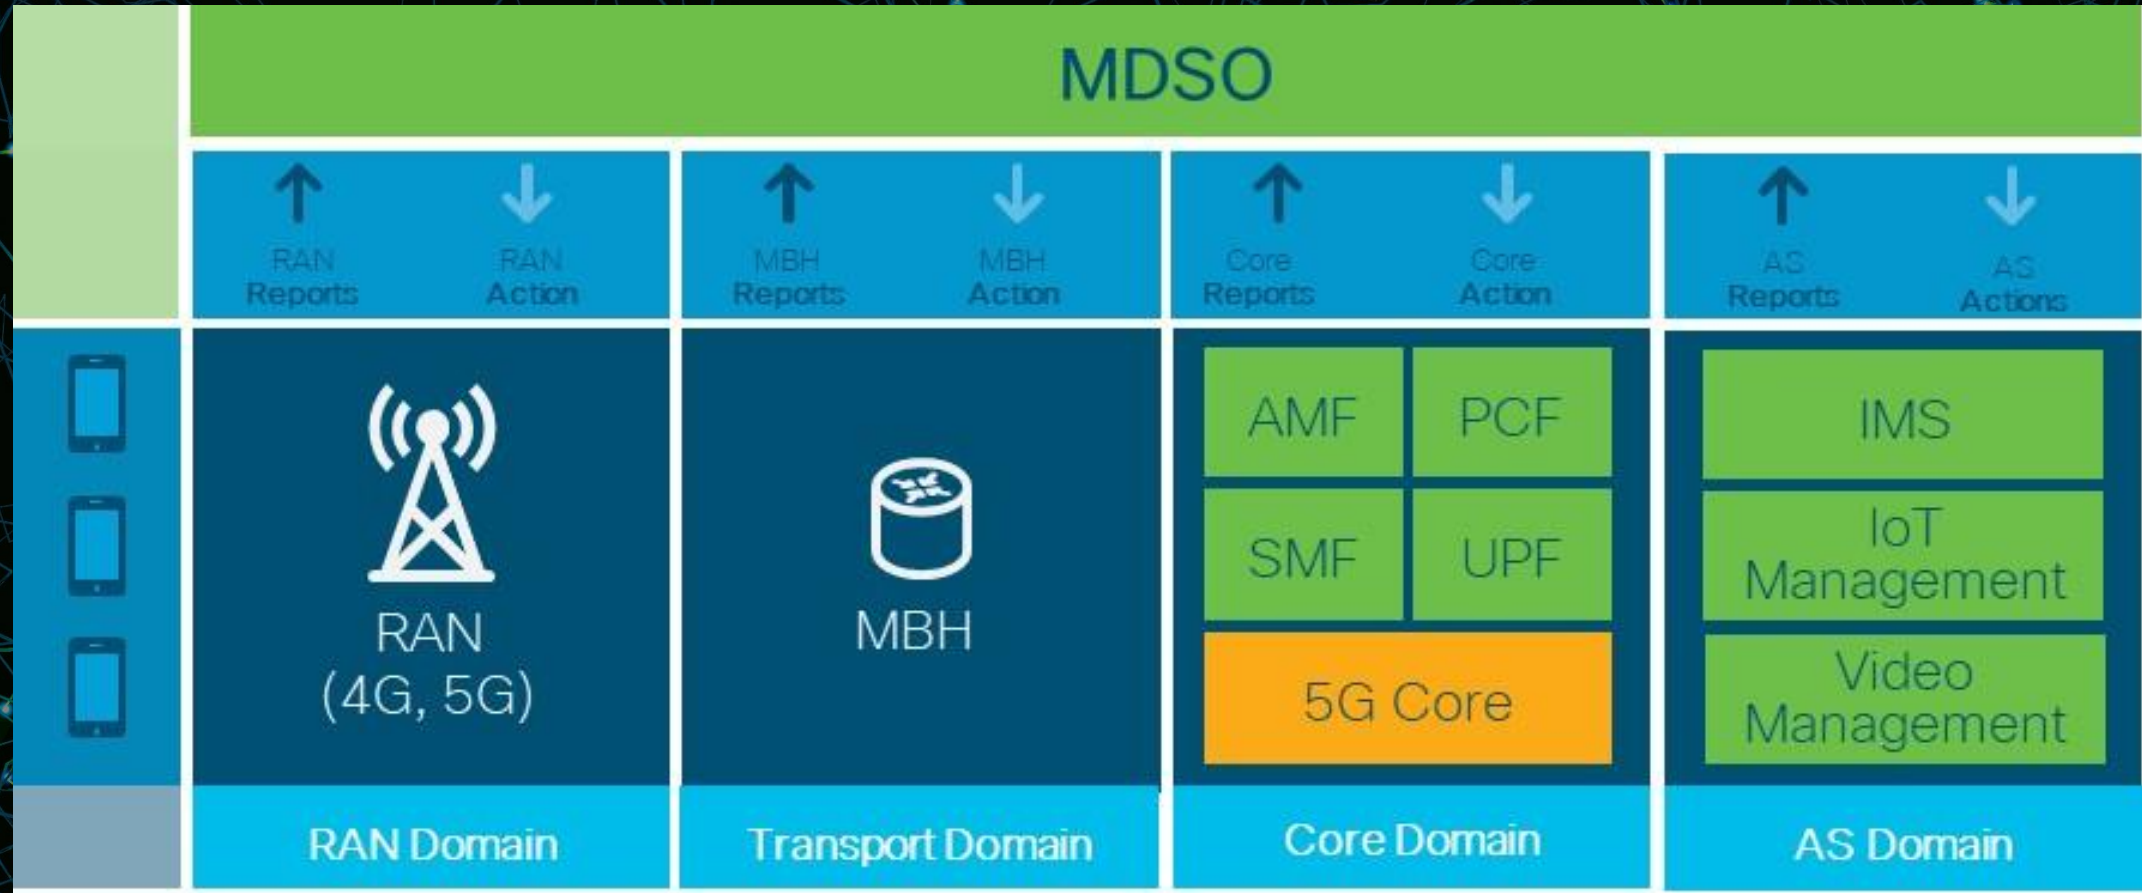 MDSO
RAN
Reports
RAN
Action
MBH
Reports
MBH
Action
Core
Reports
Core
Action
AS
Reports
AS
Actions
RAN
(4G, 5G)
MBH
AMF
PCF
SMF
UPF
5G Core
IMS
IoT
Management
Video
Management
RAN Domain
Transport Domain
Core Domain
AS Domain